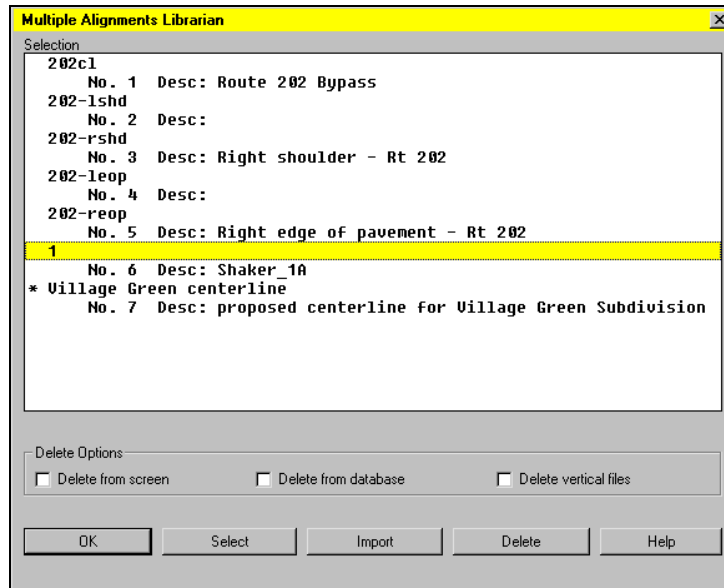 Multiple Alignments Librarian
Selection
202cl
No. 1 Desc: Route 202 Bypass
202-lshd
No. 2 Desc:
202-rshd
No. 3 Desc: Right shoulder - Rt 202
202-leop
No. 4 Desc:
202-reop
No. 5 Desc: Right edge of pavement - Rt 202
1
No. 6 Desc: Shaker_1A
* Village Green centerline
No. 7 Desc: proposed centerline for Village Green Subdivision
Delete Options
Delete from screen Delete from database Delete vertical files
OK Select Import Delete Help